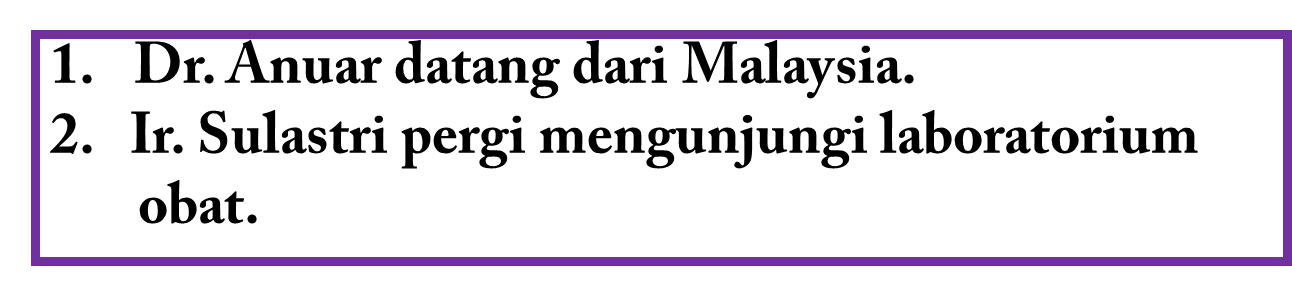 1. Dr. Anuar datang dari Malaysia.
2. Ir. Sulastri pergi mengunjungi laboratorium
obat.